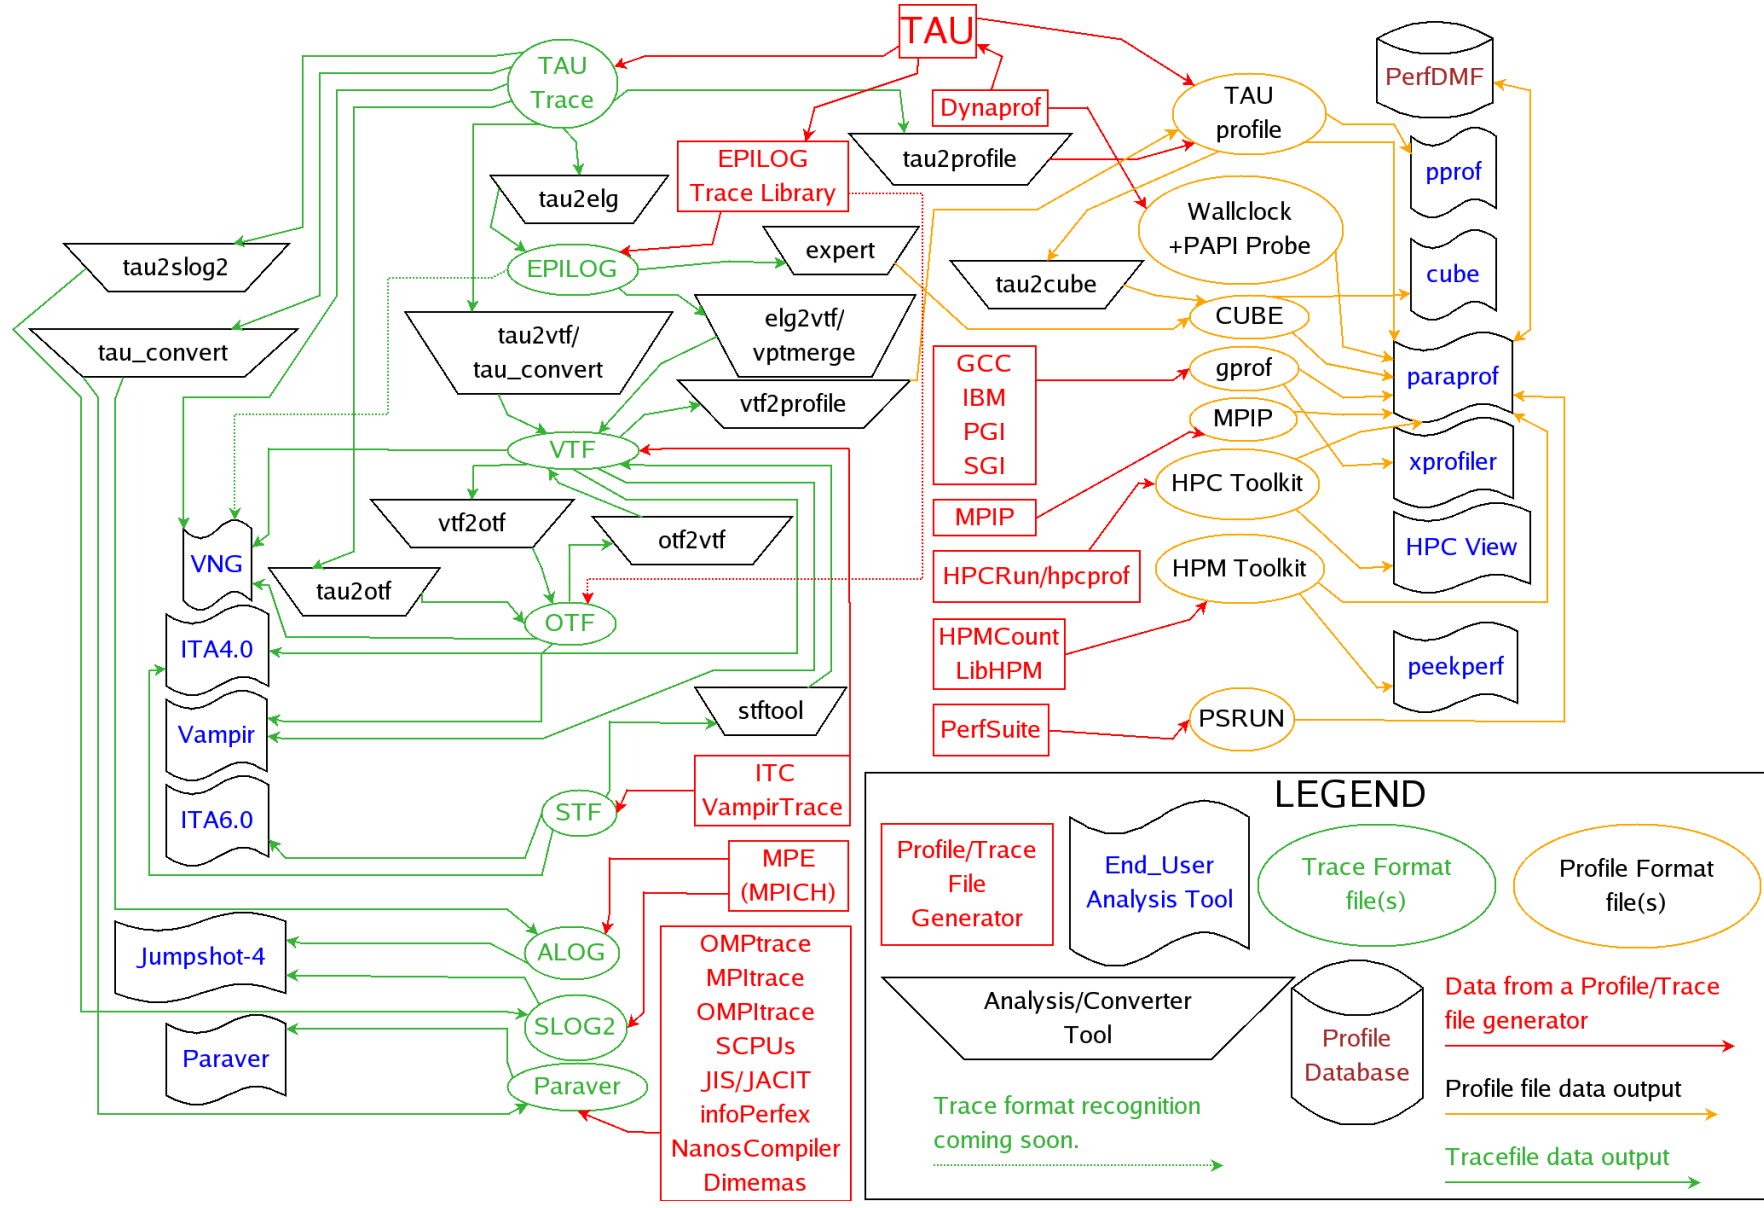 TAU
TAU
Trace
Dynaprof
TAU
profile
PerfDMF
EPILOG
Trace Library
tau2profile
pprof
tau2elg
Wallclock
+PAPI Probe
tau2slog2
EPILOG
expert
tau2cube
cube
CUBE
tau_convert
tau2vtf/
tau_convert
elg2vtf/
vptmerge
GCC
IBM
PGI
SGI
gprof
paraprof
vtf2profile
MPIP
VTF
xprofiler
HPC Toolkit
vtf2otf
otf2vtf
MPIP
VNG
HPC View
tau2otf
HPCRun/hpcprof
HPM Toolkit
OTF
ITA4.0
HPMCount
LibHPM
peekperf
Vampir
stftool
PerfSuite
PSRUN
ITA6.0
STF
ITC
VampirTrace
MPE
(MPICH)
Jumpshot-4
ALOG
SLOG2
Paraver
Paraver
OMPtrace
MPItrace
OMPItrace
SCPUs
JIS/JACIT
infoPerfex
NanosCompiler
Dimemas
LEGEND
Profile/Trace
File
Generator
End_User
Analysis Tool
Trace Format
file(s)
Profile Format
file(s)
Analysis/Converter
Tool
Profile
Database
Data from a Profile/Trace
file generator
Profile file data output
Trace format recognition
coming soon.
Tracefile data output